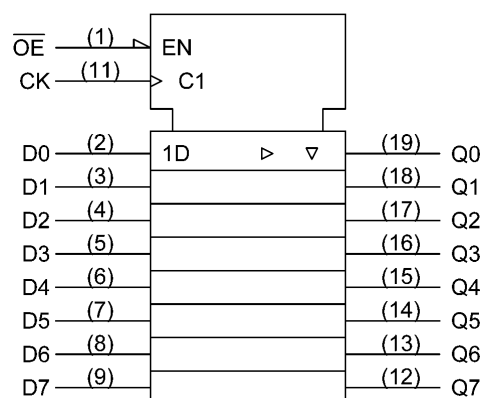 O̅E̅ (1) EN
CK (11) C1
D0 (2) 1D (19) Q0
D1 (3) (18) Q1
D2 (4) (17) Q2
D3 (5) (16) Q3
D4 (6) (15) Q4
D5 (7) (14) Q5
D6 (8) (13) Q6
D7 (9) (12) Q7